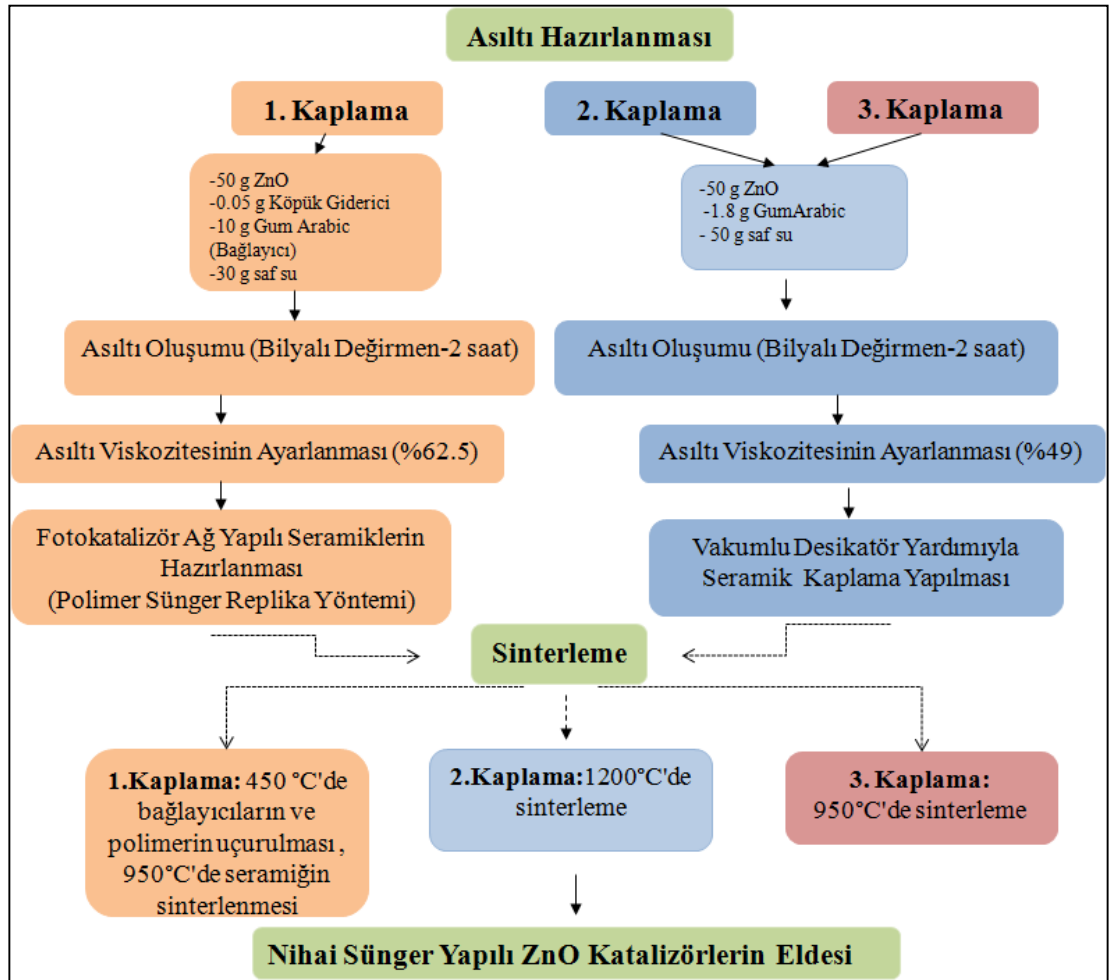 Asıltı Hazırlanması
1. Kaplama
2. Kaplama
3. Kaplama
-50 g ZnO
-0.05 g Köpük Giderici
-10 g Gum Arabic
(Bağlayıcı)
-30 g saf su
-50 g ZnO
-1.8 g GumArabic
- 50 g saf su
Asıltı Oluşumu (Bilyalı Değirmen-2 saat)
Asıltı Oluşumu (Bilyalı Değirmen-2 saat)
Asıltı Viskozitesinin Ayarlanması (%62.5)
Asıltı Viskozitesinin Ayarlanması (%49)
Fotokatalizör Ağ Yapılı Seramiklerin
Hazırlanması
(Polimer Sünger Replika Yöntemi)
Vakumlu Desikatör Yardımıyla
Seramik Kaplama Yapılması
Sinterleme
1.Kaplama: 450 °C'de
bağlayıcıların ve
polimerin uçurulması ,
950°C'de seramiğin
sinterlenmesi
2.Kaplama:1200°C'de
sinterleme
3. Kaplama:
950°C'de sinterleme
Nihai Sünger Yapılı ZnO Katalizörlerin Eldesi